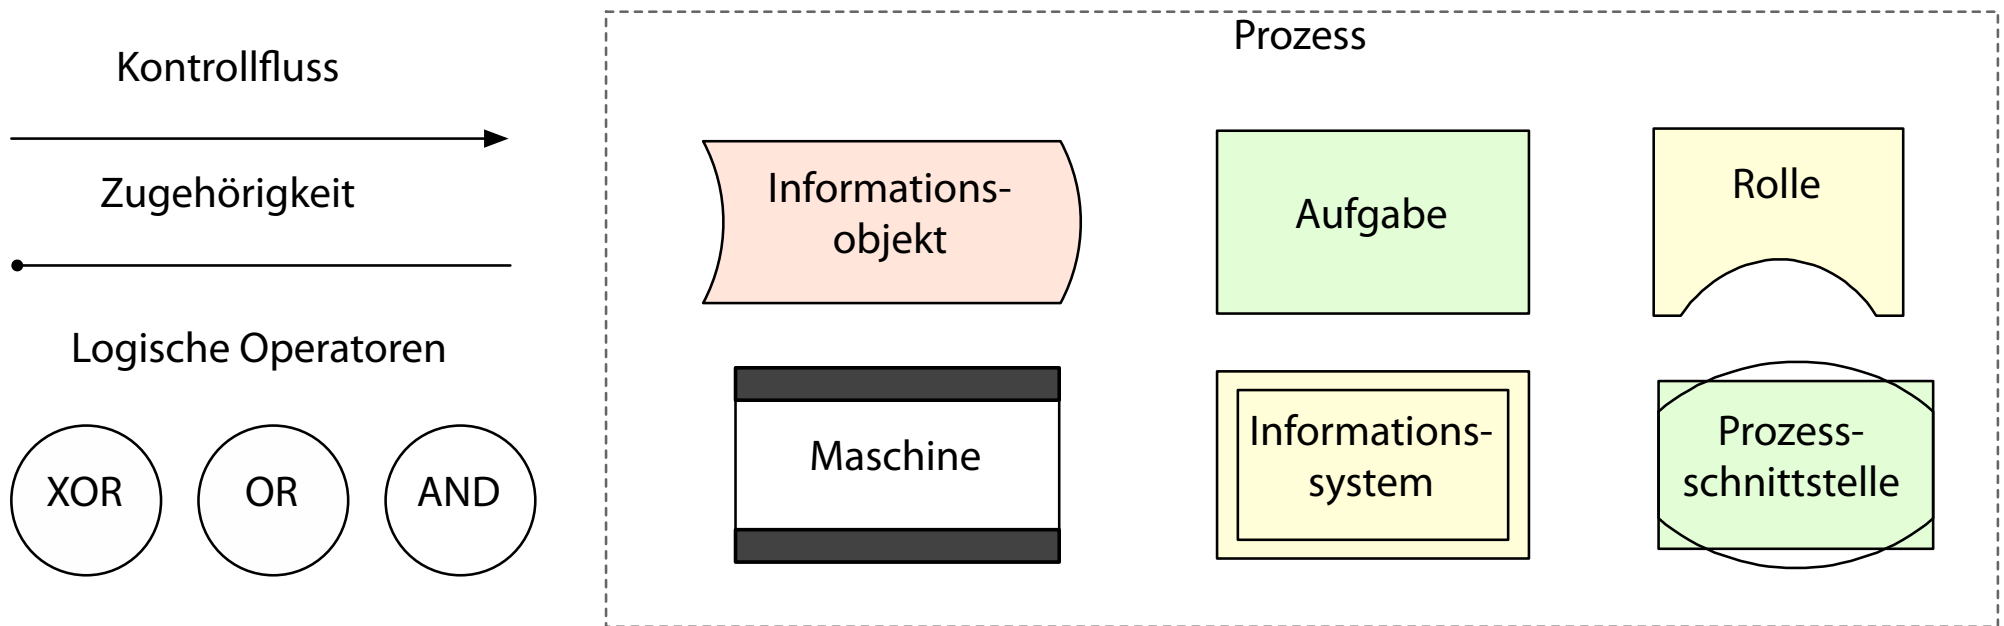 Kontrollfluss
Zugehörigkeit
Logische Operatoren
XOR
OR
AND
Prozess
Informations-
objekt
Aufgabe
Rolle
Maschine
Informations-
system
Prozess-
schnittstelle